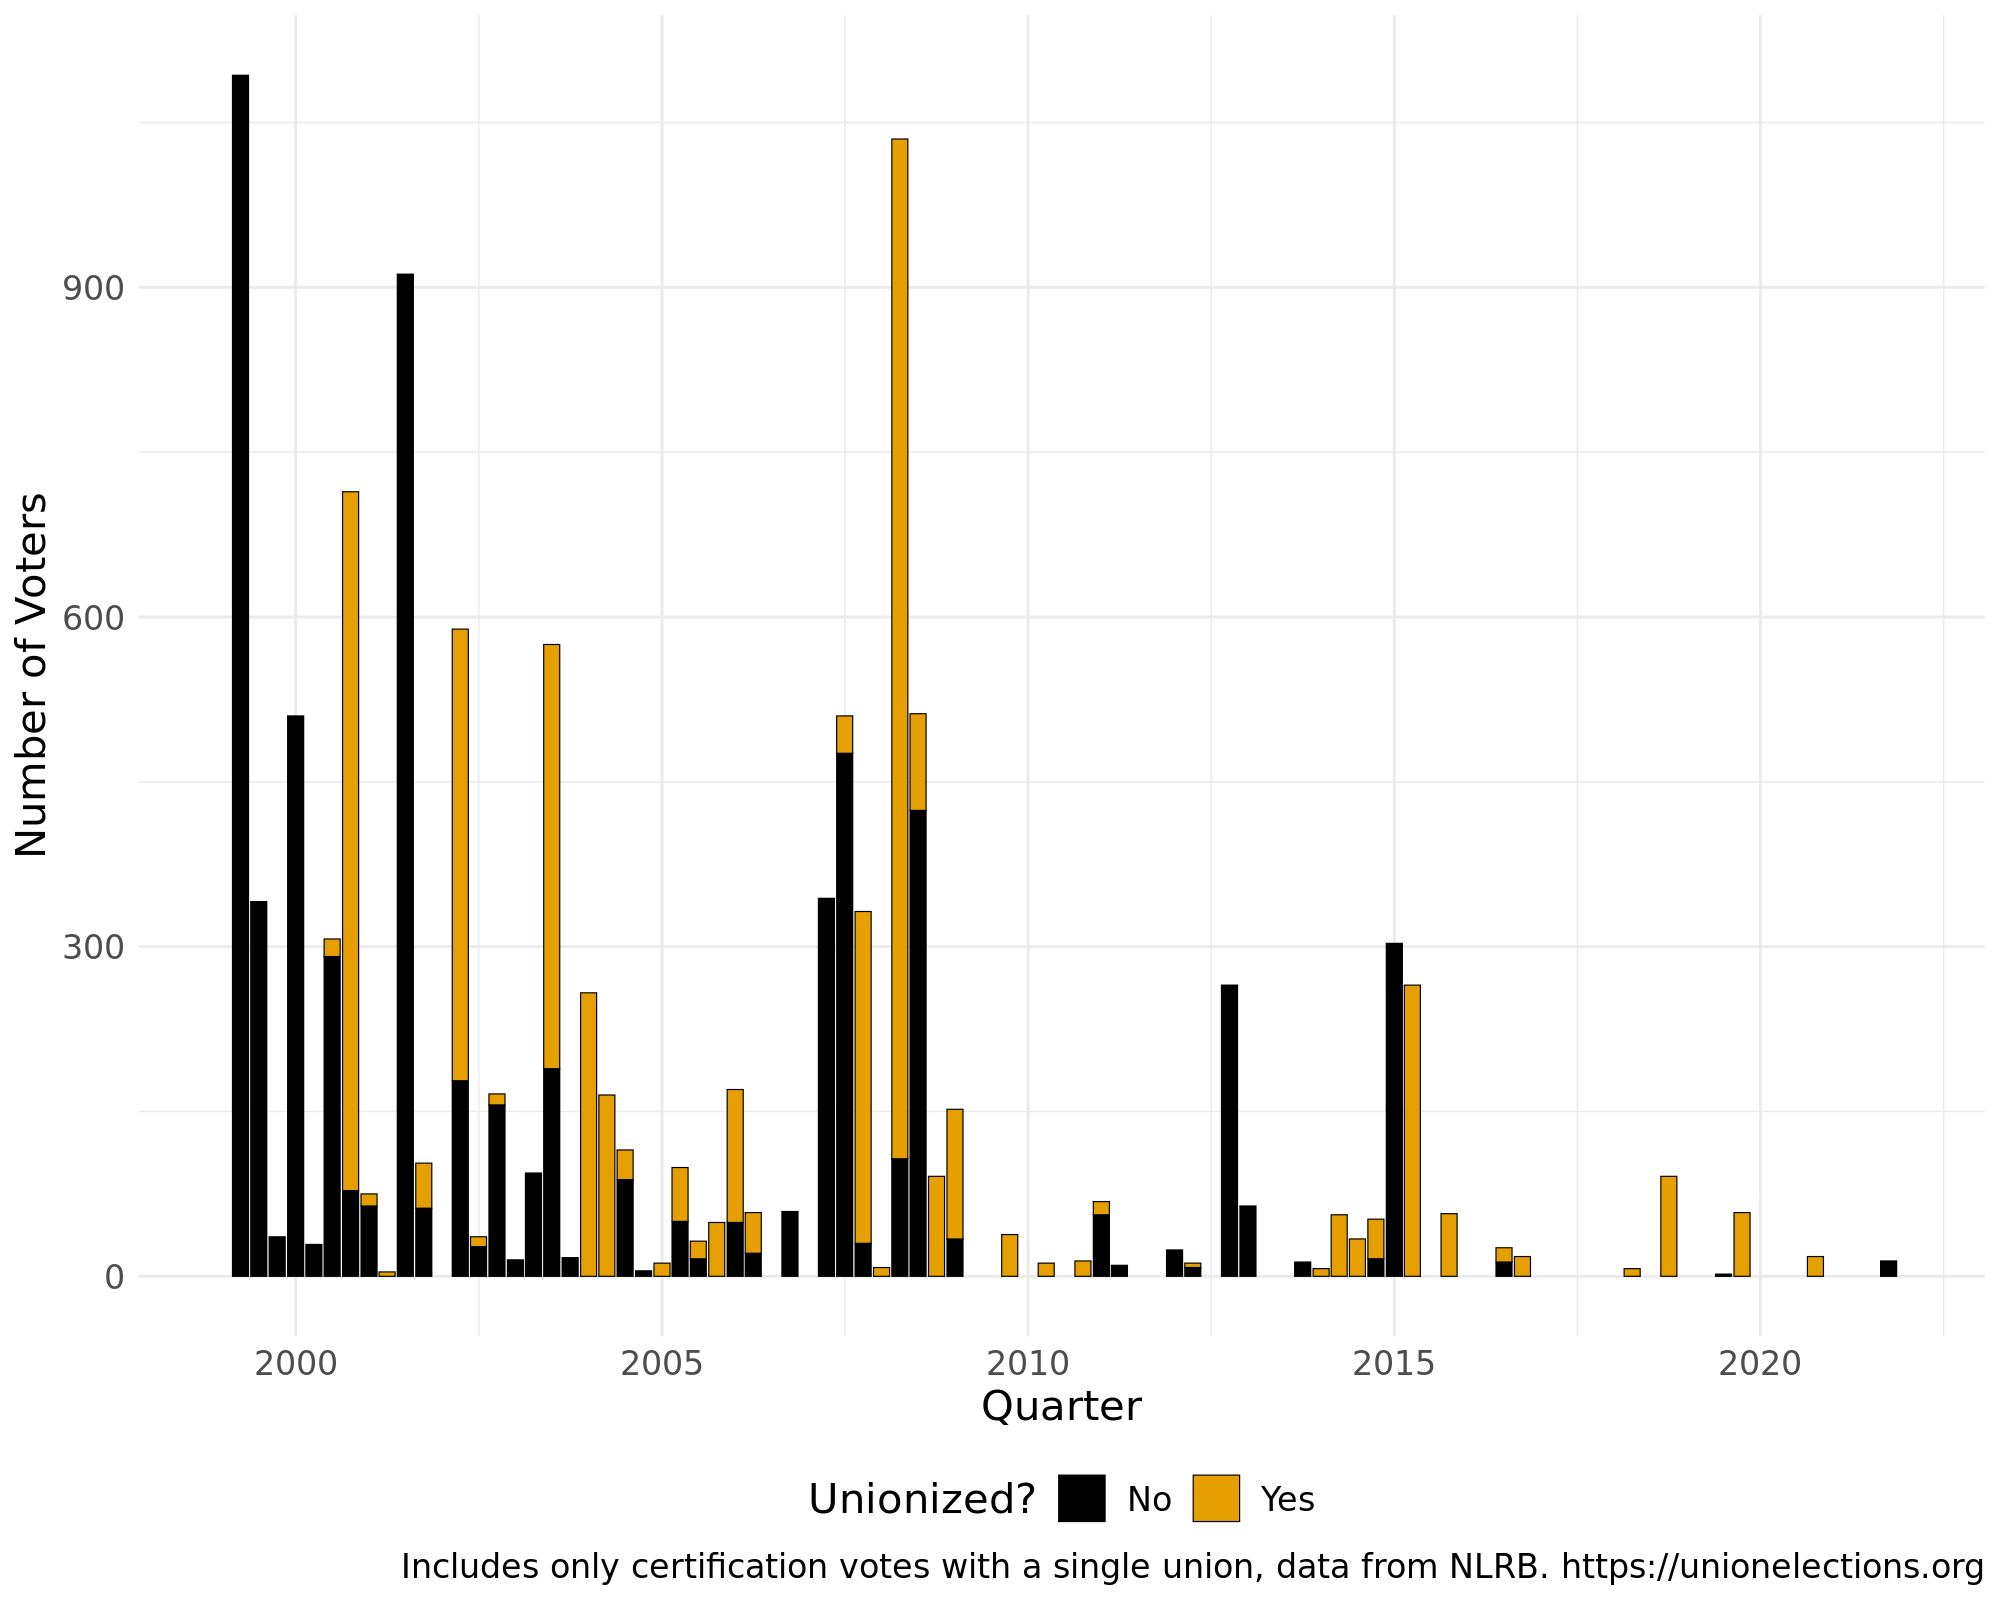 Number of Voters
900
600
300
0
2000 2005 2010 2015 2020
Quarter
Unionized? No Yes
Includes only certification votes with a single union, data from NLRB. https://unionelections.org